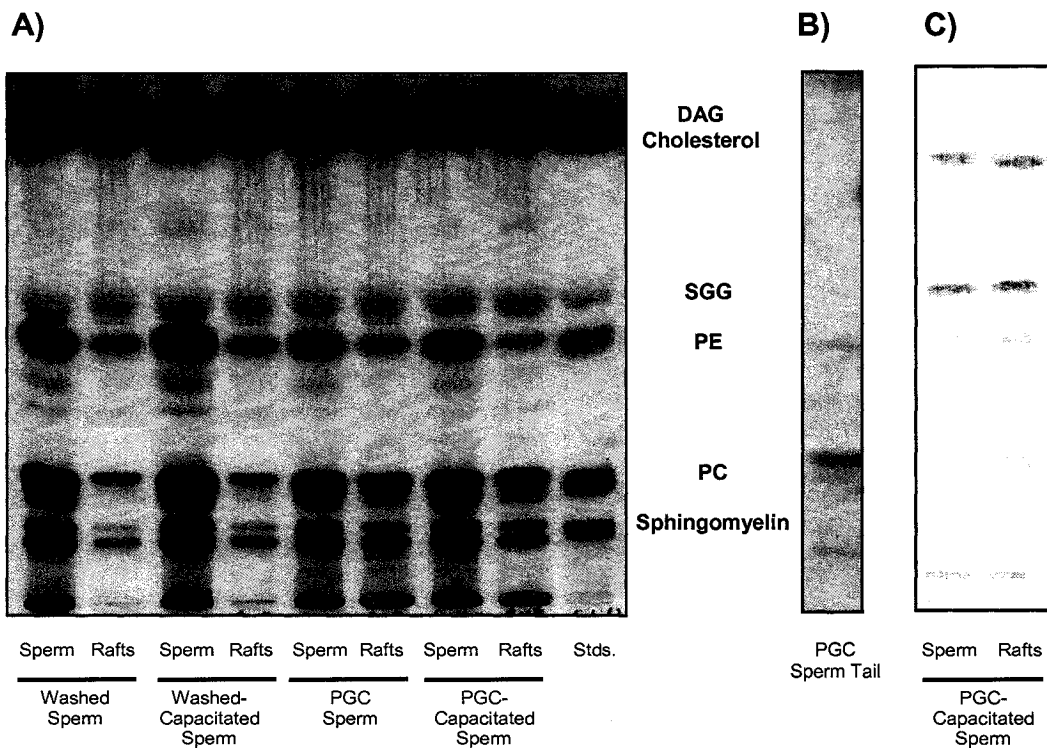 A)
B)
C)
DAG
Cholesterol
SGG
PE
PC
Sphingomyelin
Sperm Rafts Sperm Rafts Sperm Rafts Sperm Rafts Stds.
Washed
Sperm
Washed-
Capacitated
Sperm
PGC
Sperm
PGC-
Capacitated
Sperm
PGC
Sperm Tail
Sperm Rafts
PGC-
Capacitated
Sperm